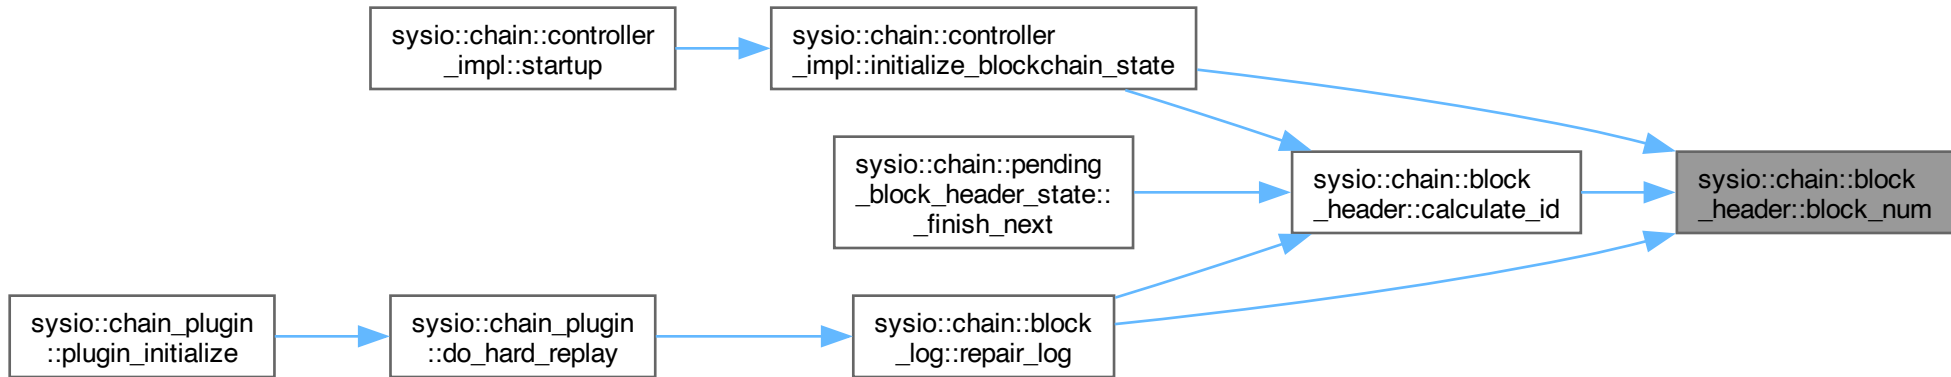 sysio::chain::controller
_impl::startup
sysio::chain::controller
_impl::initialize_blockchain_state
sysio::chain::pending
_block_header_state::
_finish_next
sysio::chain::block
_header::calculate_id
sysio::chain::block
_header::block_num
sysio::chain_plugin
::plugin_initialize
sysio::chain_plugin
::do_hard_replay
sysio::chain::block
_log::repair_log